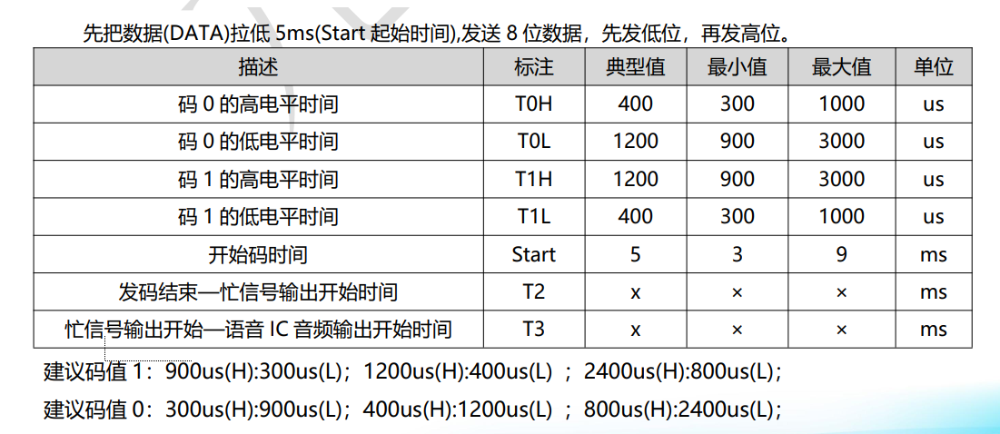 先把数据(DATA)拉低 5ms(Start 起始时间),发送 8 位数据，先发低位，再发高位。
描述 标注 典型值 最小值 最大值 单位
码 0 的高电平时间 T0H 400 300 1000 us
码 0 的低电平时间 T0L 1200 900 3000 us
码 1 的高电平时间 T1H 1200 900 3000 us
码 1 的低电平时间 T1L 400 300 1000 us
开始码时间 Start 5 3 9 ms
发码结束—忙信号输出开始时间 T2 x × × ms
忙信号输出开始—语音 IC 音频输出开始时间 T3 x × × ms
建议码值 1：900us(H):300us(L)；1200us(H):400us(L) ；2400us(H):800us(L)；
建议码值 0：300us(H):900us(L)；400us(H):1200us(L) ；800us(H):2400us(L)；